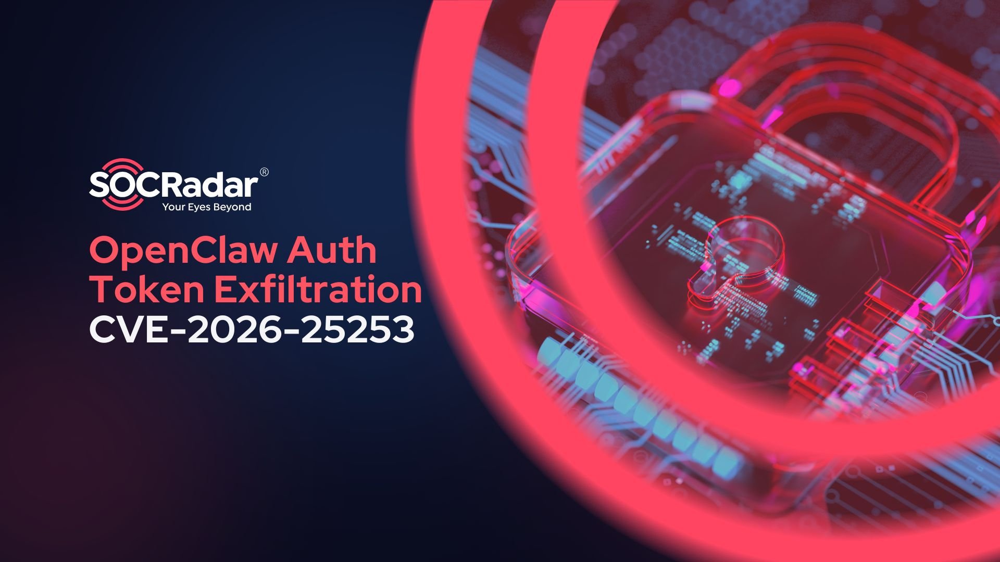 SOCRadar®
Your Eyes Beyond
OpenClaw Auth
Token Exfiltration
CVE-2026-25253